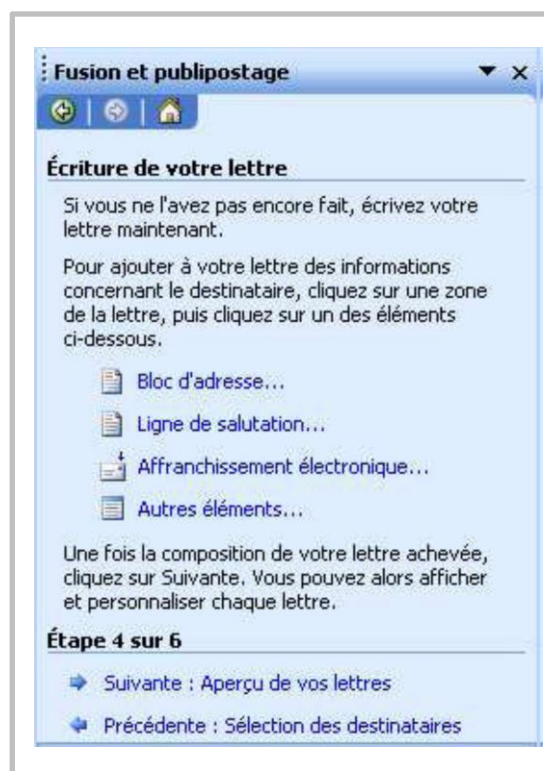 Fusion et publipostage
Écriture de votre lettre
Si vous ne l'avez pas encore fait, écrivez votre
lettre maintenant.
Pour ajouter à votre lettre des informations
concernant le destinataire, cliquez sur une zone
de la lettre, puis cliquez sur un des éléments
ci-dessous.
Bloc d'adresse...
Ligne de salutation...
Affranchissement électronique...
Autres éléments...
Une fois la composition de votre lettre achevée,
cliquez sur Suivante. Vous pouvez alors afficher
et personnaliser chaque lettre.
Étape 4 sur 6
Suivante : Aperçu de vos lettres
Précédente : Sélection des destinataires